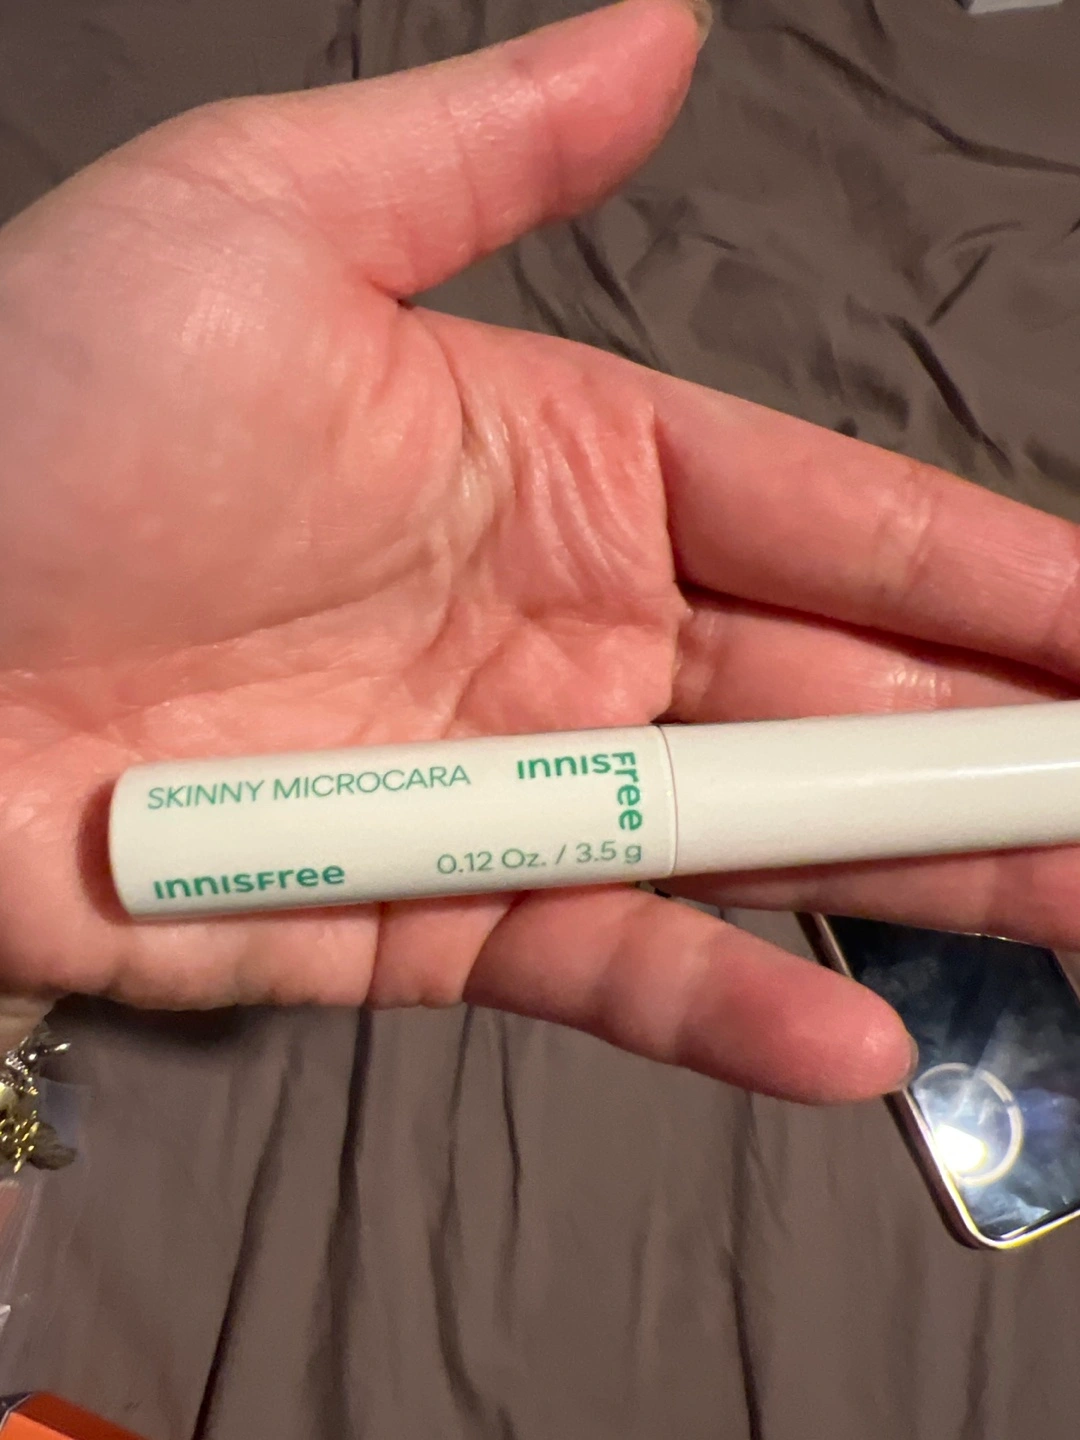 SKINNY MICROCARA
innisFree
innisFree
0.12 Oz. / 3.5 g